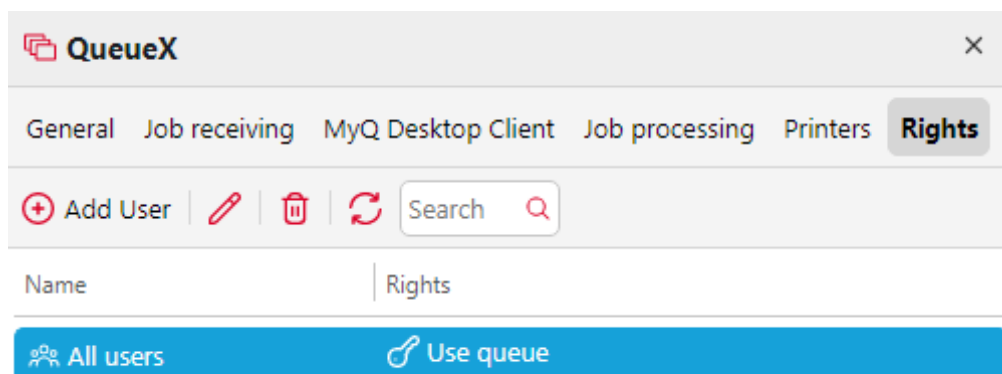 QueueX
General Job receiving MyQ Desktop Client Job processing Printers Rights
Add User Search
Name Rights
All users Use queue